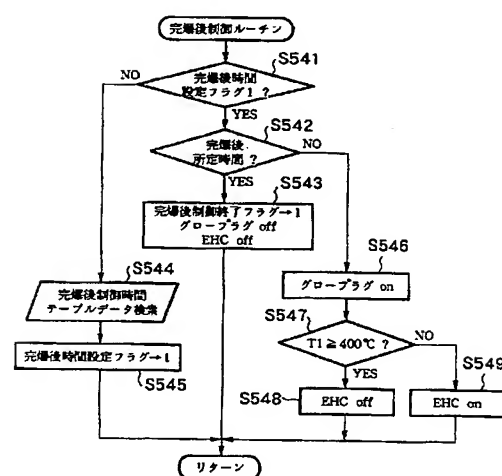 完爆後制御ルーチン
S541
NO
完爆後時間
設定フラグ1 ?
YES
S542
完爆後
所定時間?
NO
YES
S543
完爆後制御終了フラグ→1
グロープラグ off
EHC off
S544
完爆後制御時間
テーブルデータ検索
S546
グロープラグ on
S547
T1≧400℃ ?
NO
YES
完爆後時間設定フラグ→1
S545
S548
EHC off
S549
EHC on
リターン